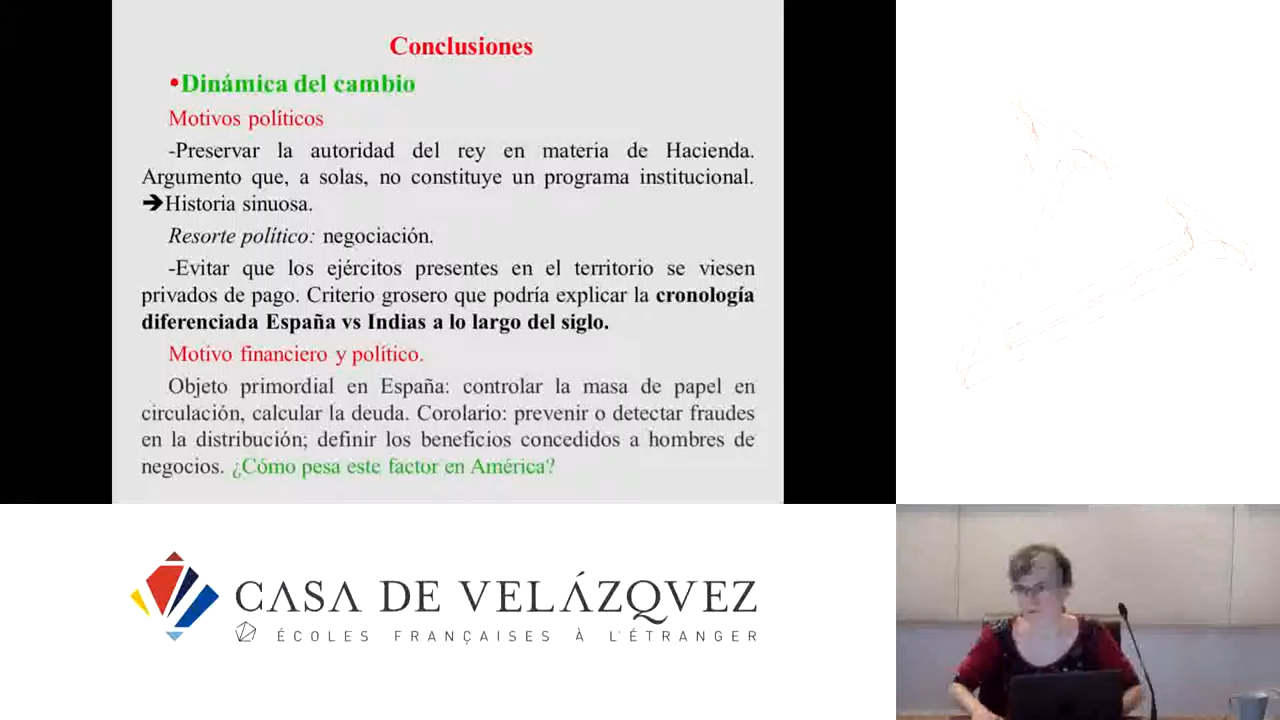 Conclusiones
•Dinámica del cambio
Motivos políticos
-Preservar la autoridad del rey en materia de Hacienda.
Argumento que, a solas, no constituye un programa institucional.
➔Historia sinuosa.
Resorte político: negociación.
-Evitar que los ejércitos presentes en el territorio se viesen
privados de pago. Criterio grosero que podría explicar la cronología
diferenciada España vs Indias a lo largo del siglo.
Motivo financiero y político.
Objeto primordial en España: controlar la masa de papel en
circulación, calcular la deuda. Corolario: prevenir o detectar fraudes
en la distribución; definir los beneficios concedidos a hombres de
negocios. ¿Cómo pesa este factor en América?
CASA DE VELÁZQVEZ
ÉCOLES FRANÇAISES À L'ÉTRANGER